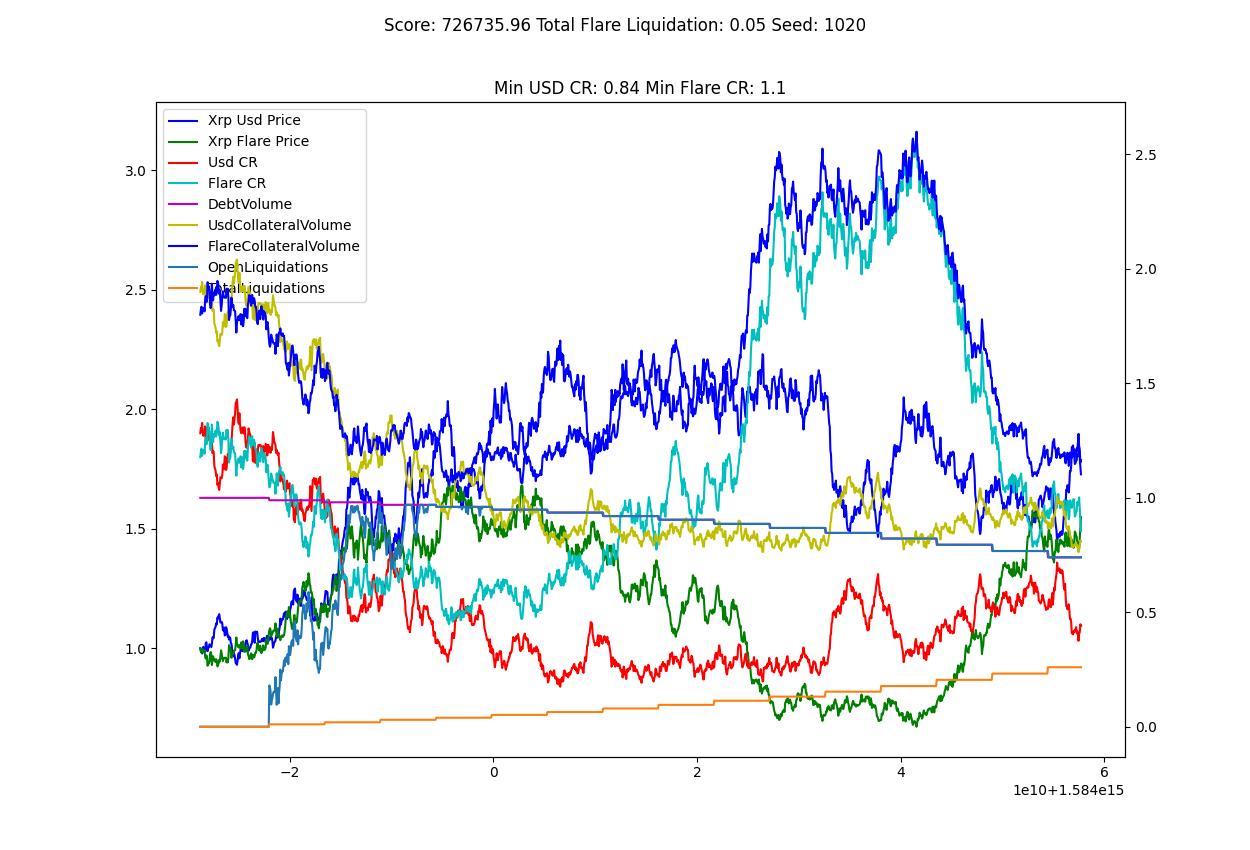 Score: 726735.96 Total Flare Liquidation: 0.05 Seed: 1020
Min USD CR: 0.84 Min Flare CR: 1.1
Xrp Usd Price
Xrp Flare Price
Usd CR
Flare CR
DebtVolume
UsdCollateralVolume
FlareCollateralVolume
OpenLiquidations
TotalLiquidations
3.0
2.5
2.0
1.5
1.0
2.5
2.0
1.5
1.0
0.5
0.0
−2
0
2
4
6
1e10+1.584e15